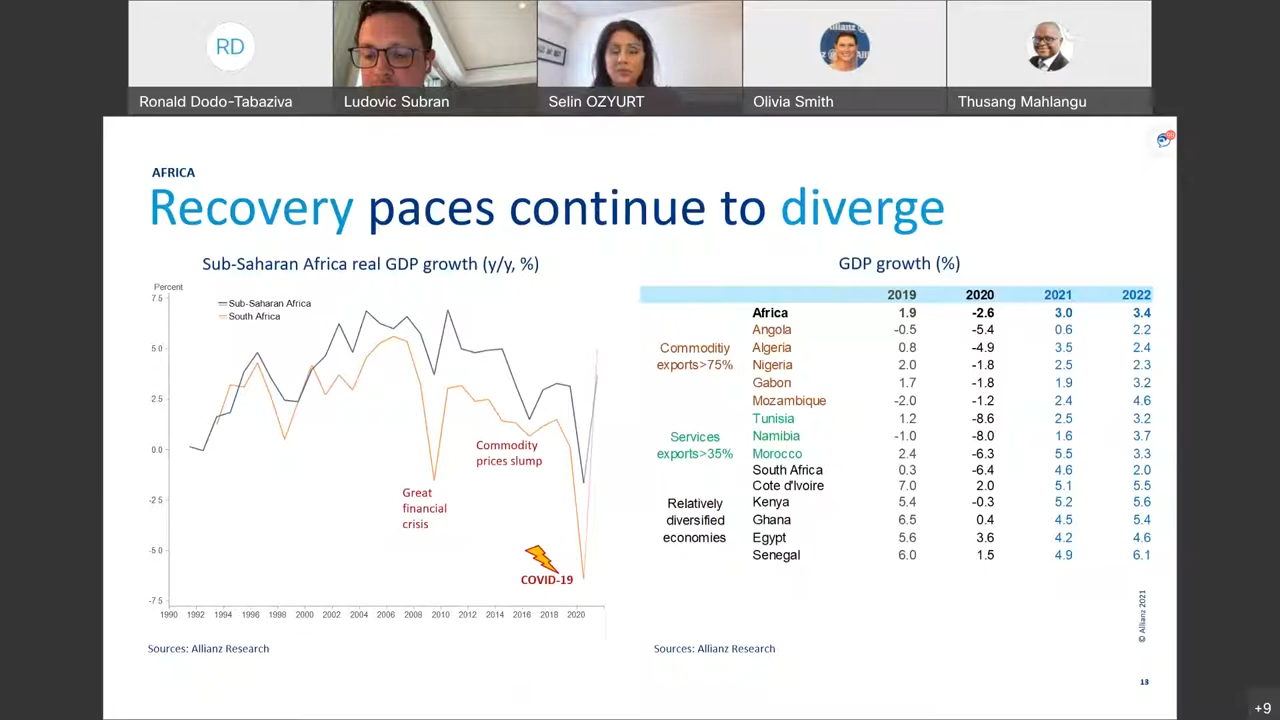 RD
Ronald Dodo-Tabaziva
Ludovic Subran
Selin OZYURT
Olivia Smith
Thusang Mahlangu
AFRICA
Recovery paces continue to diverge
Sub-Saharan Africa real GDP growth (y/y, %)
Percent
7.5
5.0
2.5
0.0
-2.5
-5.0
-7.5
Sub-Saharan Africa
South Africa
Great
financial
crisis
Commodity
prices slump
COVID-19
1990 1992 1994 1996 1998 2000 2002 2004 2006 2008 2010 2012 2014 2016 2018 2020
Sources: Allianz Research
GDP growth (%)
2019 2020 2021 2022
Africa 1.9 -2.6 3.0 3.4
Angola -0.5 -5.4 0.6 2.2
Commoditiy
exports>75%
Algeria 0.8 -4.9 3.5 2.4
Nigeria 2.0 -1.8 2.5 2.3
Gabon 1.7 -1.8 1.9 3.2
Mozambique -2.0 -1.2 2.4 4.6
Tunisia 1.2 -8.6 2.5 3.2
Services
exports>35%
Namibia -1.0 -8.0 1.6 3.7
Morocco 2.4 -6.3 5.5 3.3
South Africa 0.3 -6.4 4.6 2.0
Cote d'Ivoire 7.0 2.0 5.1 5.5
Relatively
diversified
economies
Kenya 5.4 -0.3 5.2 5.6
Ghana 6.5 0.4 4.5 5.4
Egypt 5.6 3.6 4.2 4.6
Senegal 6.0 1.5 4.9 6.1
Sources: Allianz Research
© Allianz 2021
13
+9